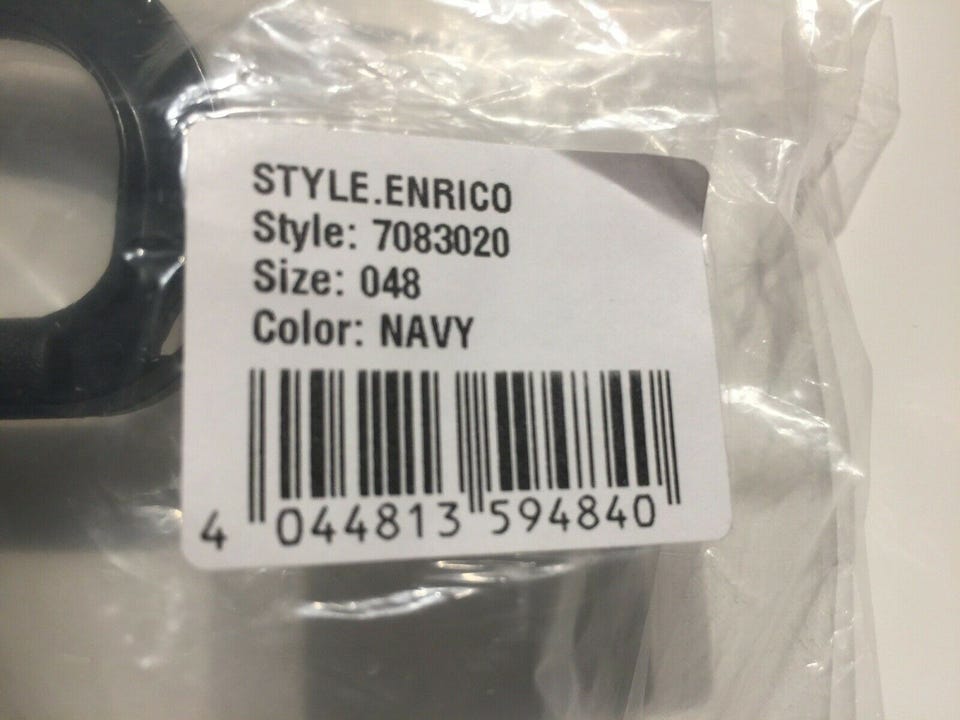 STYLE.ENRICO
Style: 7083020
Size: 048
Color: NAVY
4 044813 594840